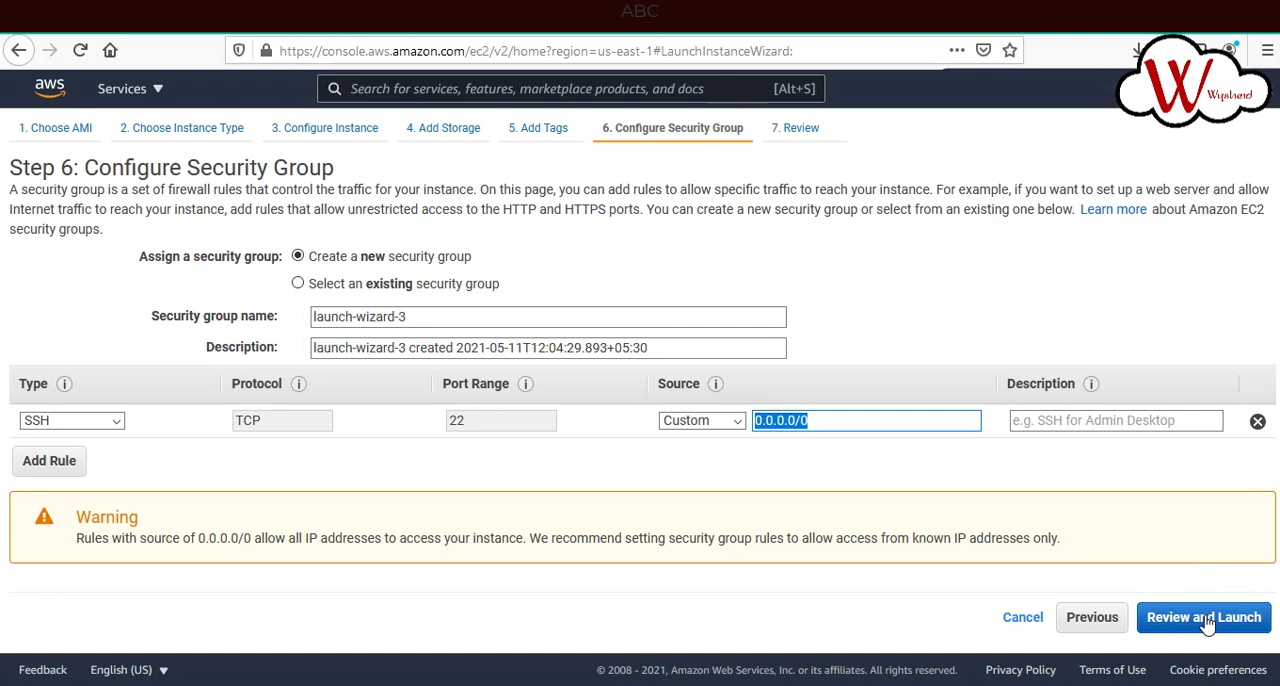 ABC
https://console.aws.amazon.com/ec2/v2/home?region=us-east-1#LaunchInstanceWizard:
aws
Services
Search for services, features, marketplace products, and docs [Alt+S]
W Wysheid
1. Choose AMI 2. Choose Instance Type 3. Configure Instance 4. Add Storage 5. Add Tags 6. Configure Security Group 7. Review
Step 6: Configure Security Group
A security group is a set of firewall rules that control the traffic for your instance. On this page, you can add rules to allow specific traffic to reach your instance. For example, if you want to set up a web server and allow
Internet traffic to reach your instance, add rules that allow unrestricted access to the HTTP and HTTPS ports. You can create a new security group or select from an existing one below. Learn more about Amazon EC2
security groups.
Assign a security group: Create a new security group
Select an existing security group
Security group name: launch-wizard-3
Description: launch-wizard-3 created 2021-05-11T12:04:29.893+05:30
Type i Protocol i Port Range i Source i Description i
SSH TCP 22 Custom 0.0.0.0/0 e.g. SSH for Admin Desktop
Add Rule
Warning
Rules with source of 0.0.0.0/0 allow all IP addresses to access your instance. We recommend setting security group rules to allow access from known IP addresses only.
Cancel Previous Review and Launch
Feedback English (US) © 2008 - 2021, Amazon Web Services, Inc. or its affiliates. All rights reserved. Privacy Policy Terms of Use Cookie preferences